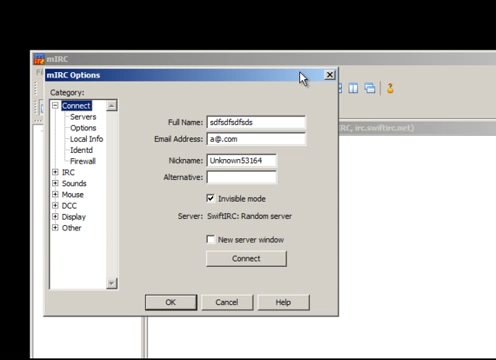 mIRC
mIRC Options
RC, irc.swiftirc.net]
Category:
Connect
Servers
Options
Local Info
Identd
Firewall
IRC
Sounds
Mouse
DCC
Display
Other
Full Name: sdfsdfsdfsds
Email Address: a@.com
Nickname: Unknown53164
Alternative:
Invisible mode
Server: SwiftIRC: Random server
New server window
Connect
OK Cancel Help